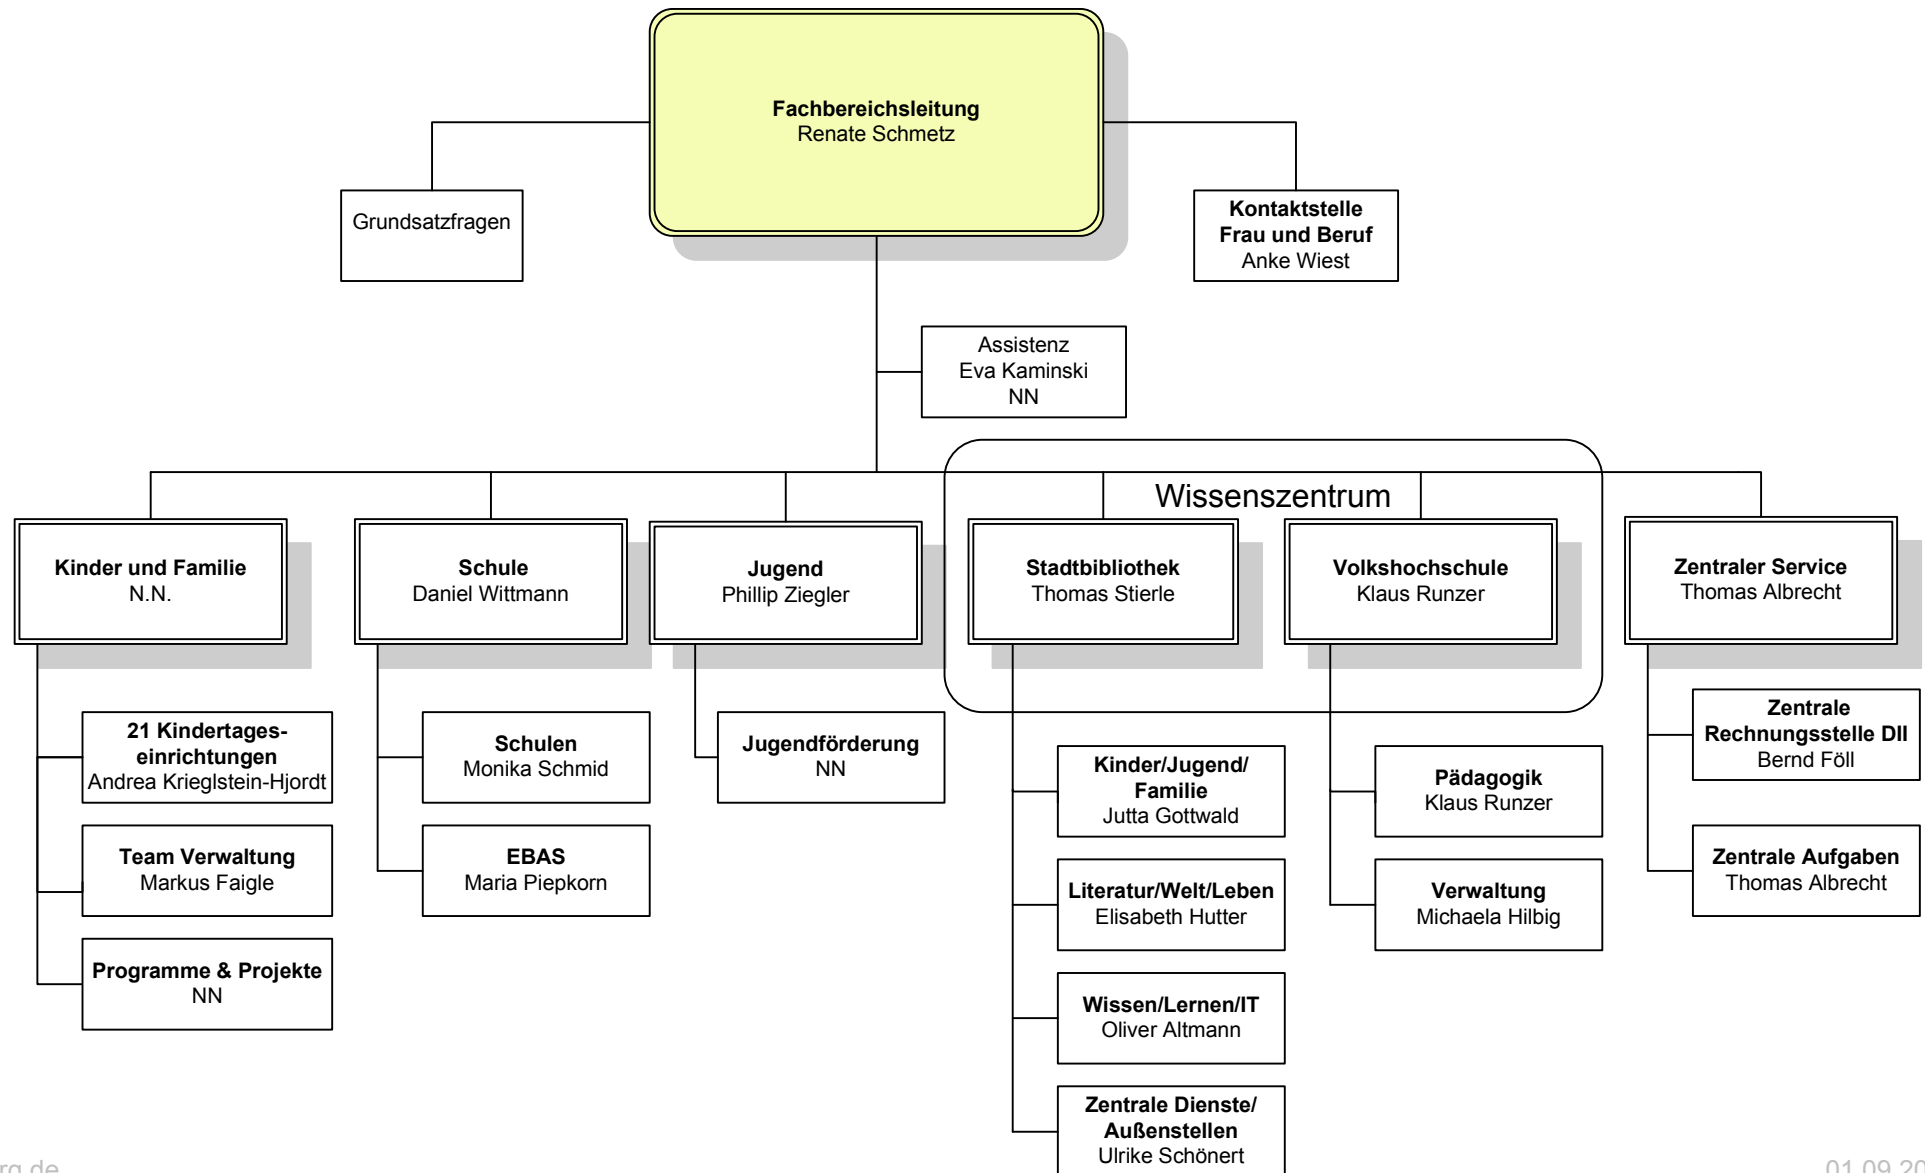 Fachbereichsleitung
Renate Schmetz
Grundsatzfragen
Kontaktstelle
Frau und Beruf
Anke Wiest
Assistenz
Eva Kaminski
NN
Wissenszentrum
Kinder und Familie
N.N.
Schule
Daniel Wittmann
Jugend
Phillip Ziegler
Stadtbibliothek
Thomas Stierle
Volkshochschule
Klaus Runzer
Zentraler Service
Thomas Albrecht
21 Kindertages-
einrichtungen
Andrea Krieglstein-Hjordt
Team Verwaltung
Markus Faigle
Programme & Projekte
NN
Schulen
Monika Schmid
EBAS
Maria Piepkorn
Jugendförderung
NN
Kinder/Jugend/
Familie
Jutta Gottwald
Literatur/Welt/Leben
Elisabeth Hutter
Wissen/Lernen/IT
Oliver Altmann
Zentrale Dienste/
Außenstellen
Ulrike Schönert
Pädagogik
Klaus Runzer
Verwaltung
Michaela Hilbig
Zentrale
Rechnungsstelle DII
Bernd Föll
Zentrale Aufgaben
Thomas Albrecht